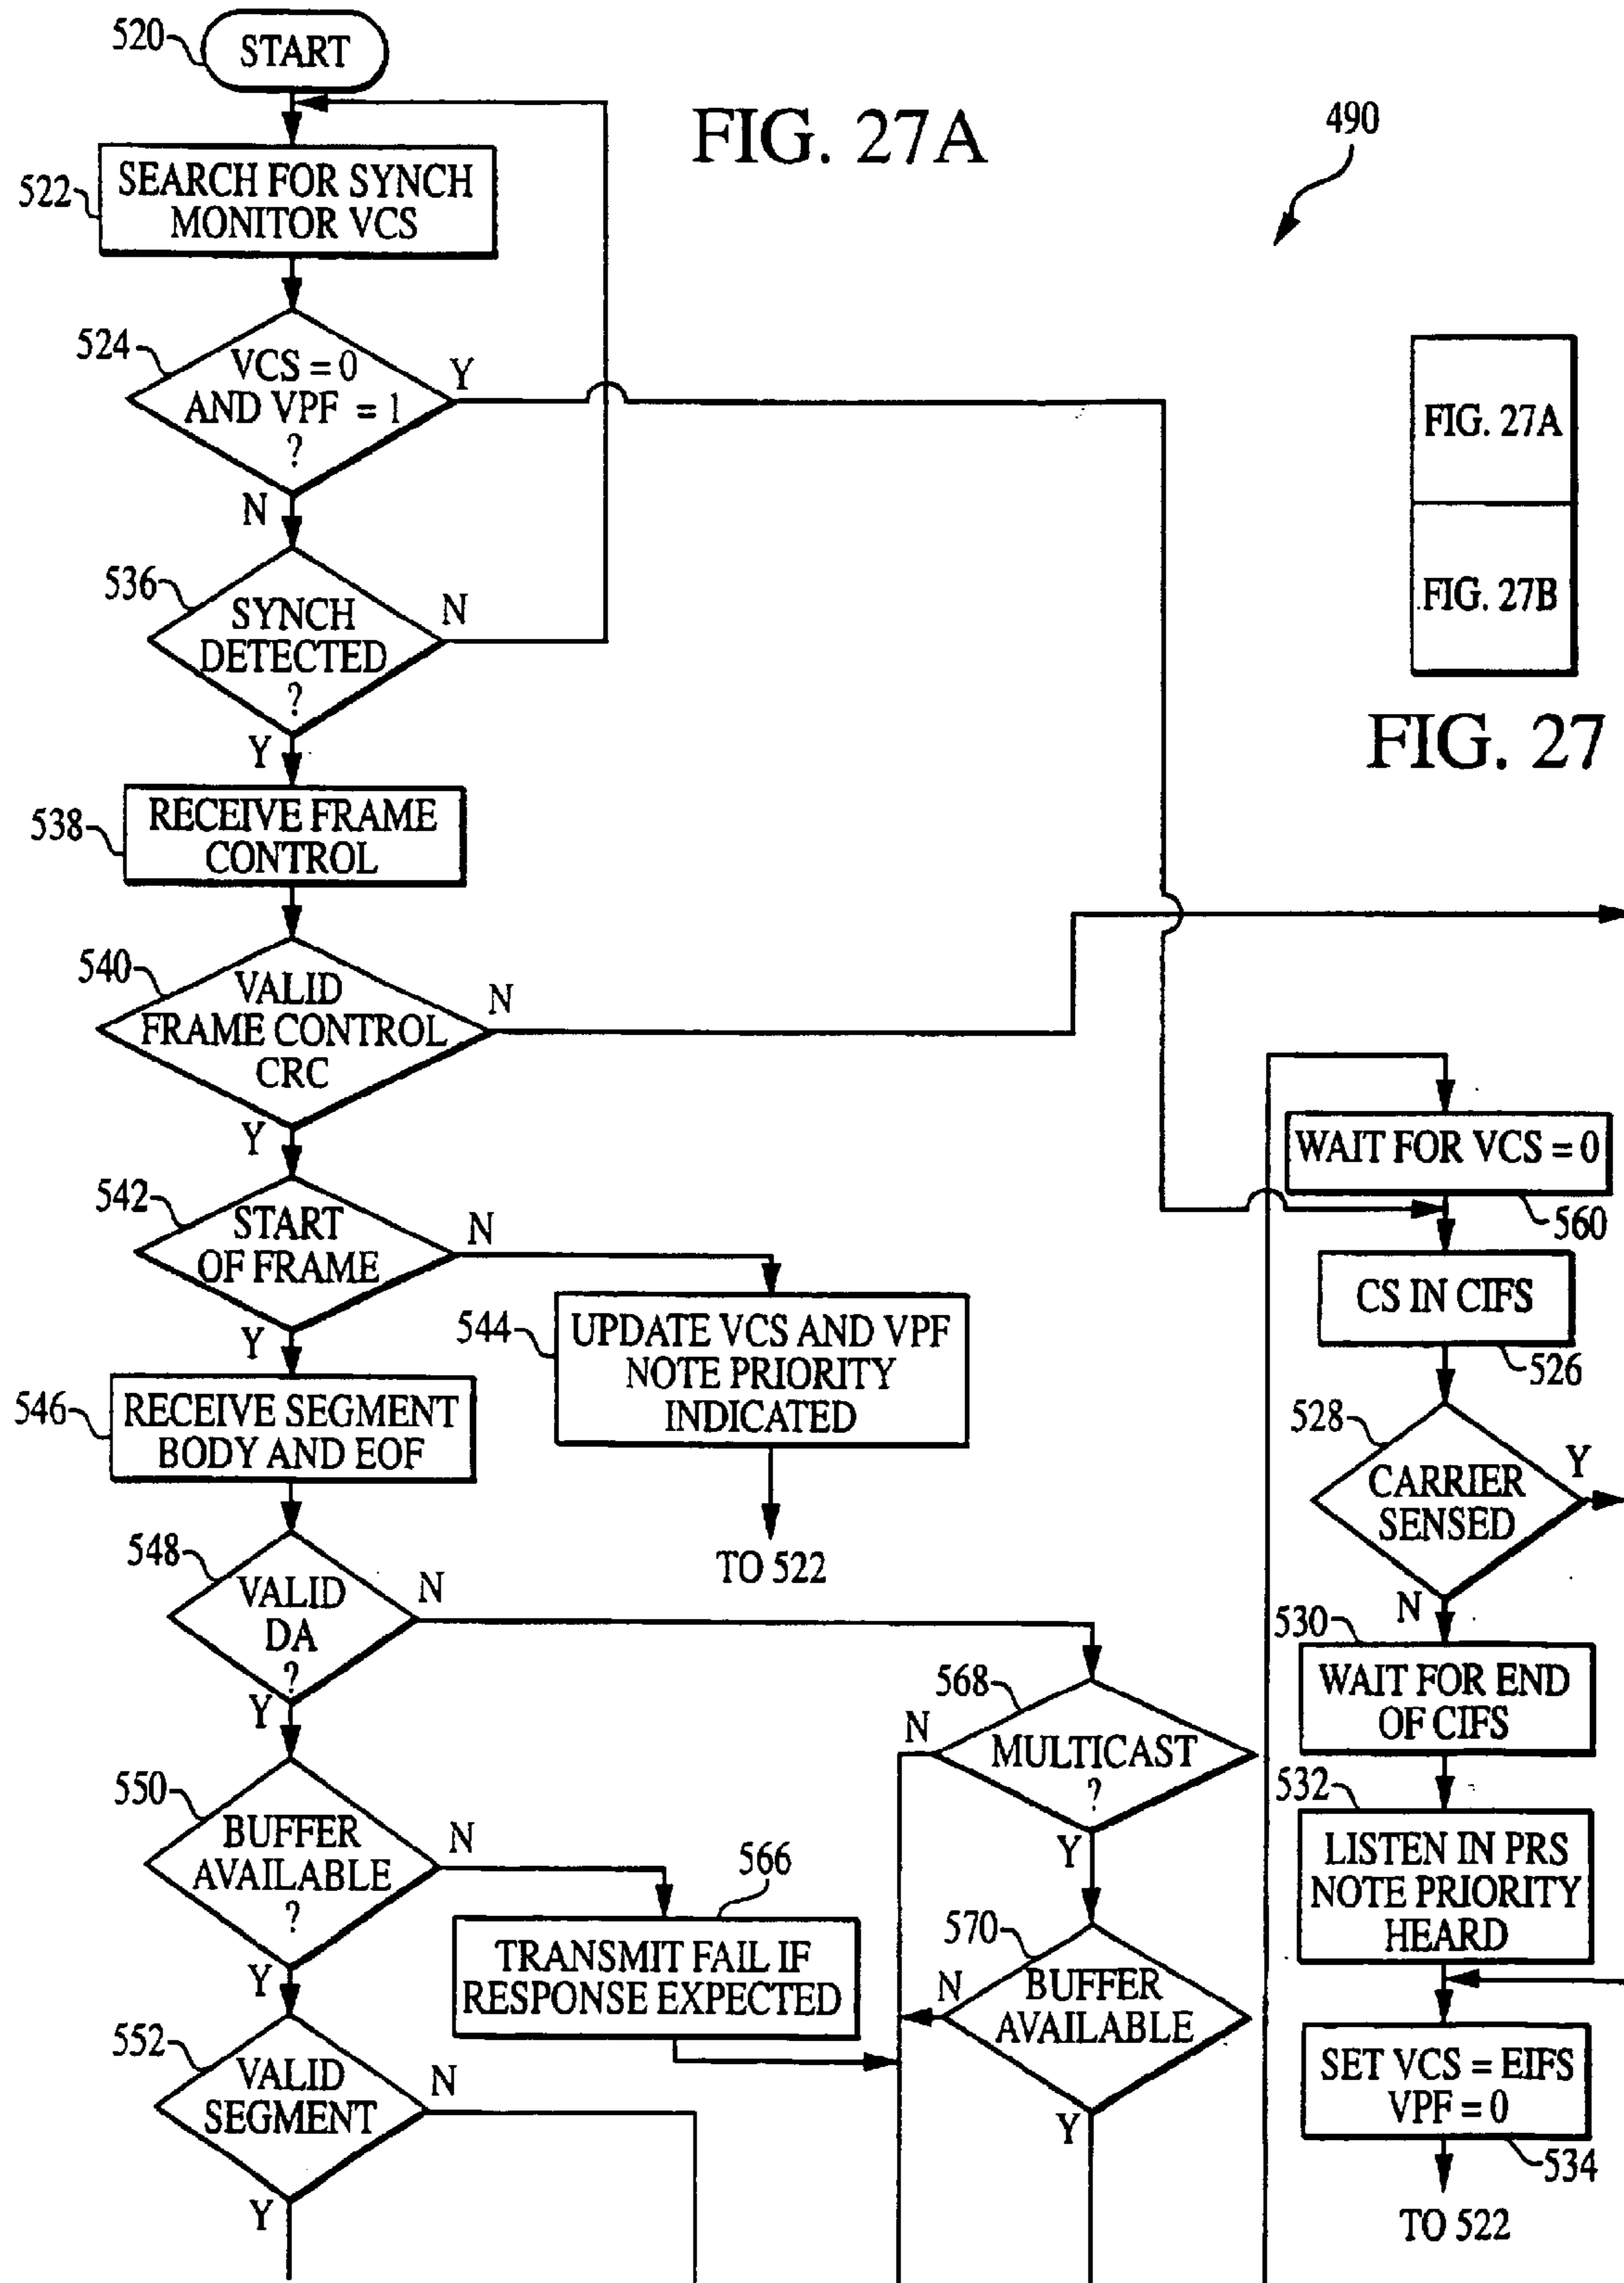 520
START
FIG. 27A
490
522
SEARCH FOR SYNCH
MONITOR VCS
524
VCS = 0
AND VPF = 1
?
Y
N
FIG. 27A
FIG. 27B
FIG. 27
536
SYNCH
DETECTED
?
N
Y
538
RECEIVE FRAME
CONTROL
540
VALID
FRAME CONTROL
CRC
N
Y
542
START
OF FRAME
N
Y
544
UPDATE VCS AND VPF
NOTE PRIORITY
INDICATED
TO 522
546
RECEIVE SEGMENT
BODY AND EOF
548
VALID
DA
?
N
Y
550
BUFFER
AVAILABLE
?
N
Y
566
TRANSMIT FAIL IF
RESPONSE EXPECTED
552
VALID
SEGMENT
N
Y
568
MULTICAST
?
N
Y
570
BUFFER
AVAILABLE
N
Y
WAIT FOR VCS = 0
560
CS IN CIFS
526
528
CARRIER
SENSED
Y
N
530
WAIT FOR END
OF CIFS
532
LISTEN IN PRS
NOTE PRIORITY
HEARD
SET VCS = EIFS
VPF = 0
534
TO 522